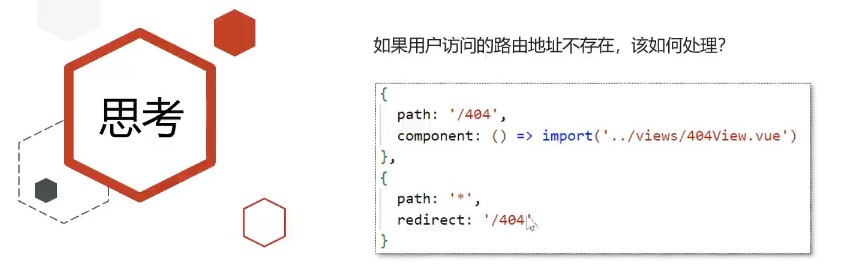 思考
如果用户访问的路由地址不存在，该如何处理？
{
  path: '/404',
  component: () => import('../views/404View.vue')
},
{
  path: '*',
  redirect: '/404'
}